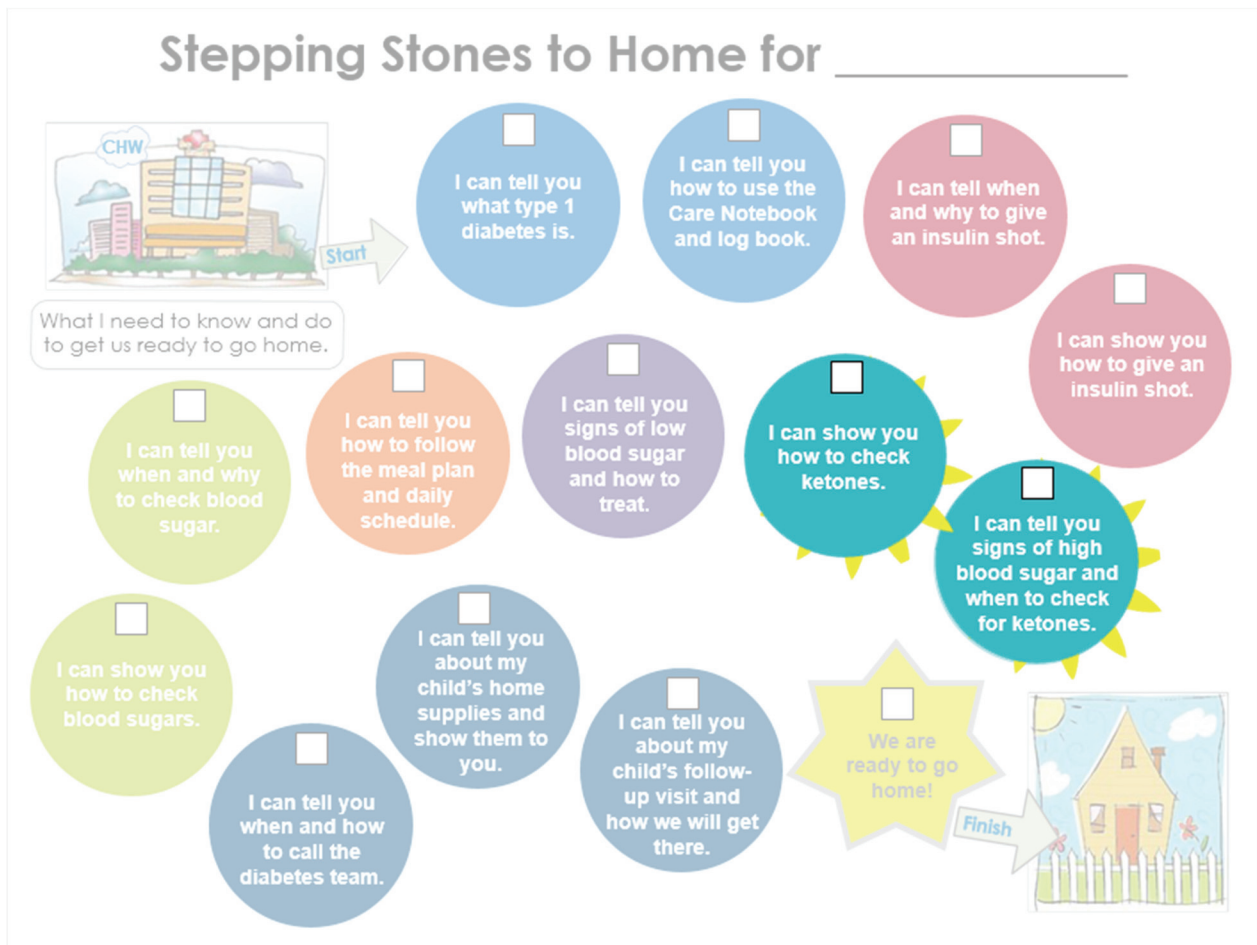 Stepping Stones to Home for ____________
CHW
Start
What I need to know and do
to get us ready to go home.
I can tell you
what type 1
diabetes is.
I can tell you
how to use the
Care Notebook
and log book.
I can tell when
and why to give
an insulin shot.
I can show you
how to give an
insulin shot.
I can tell you
signs of high
blood sugar and
when to check
for ketones.
I can show you
how to check
ketones.
I can tell you
signs of low
blood sugar
and how to
treat.
I can tell you
how to follow
the meal plan
and daily
schedule.
I can tell you
when and why
to check blood
sugar.
I can show you
how to check
blood sugars.
I can tell you
when and how
to call the
diabetes team.
I can tell you
about my
child's home
supplies and
show them to
you.
I can tell you
about my
child's follow-
up visit and
how we will get
there.
We are
ready to go
home!
Finish